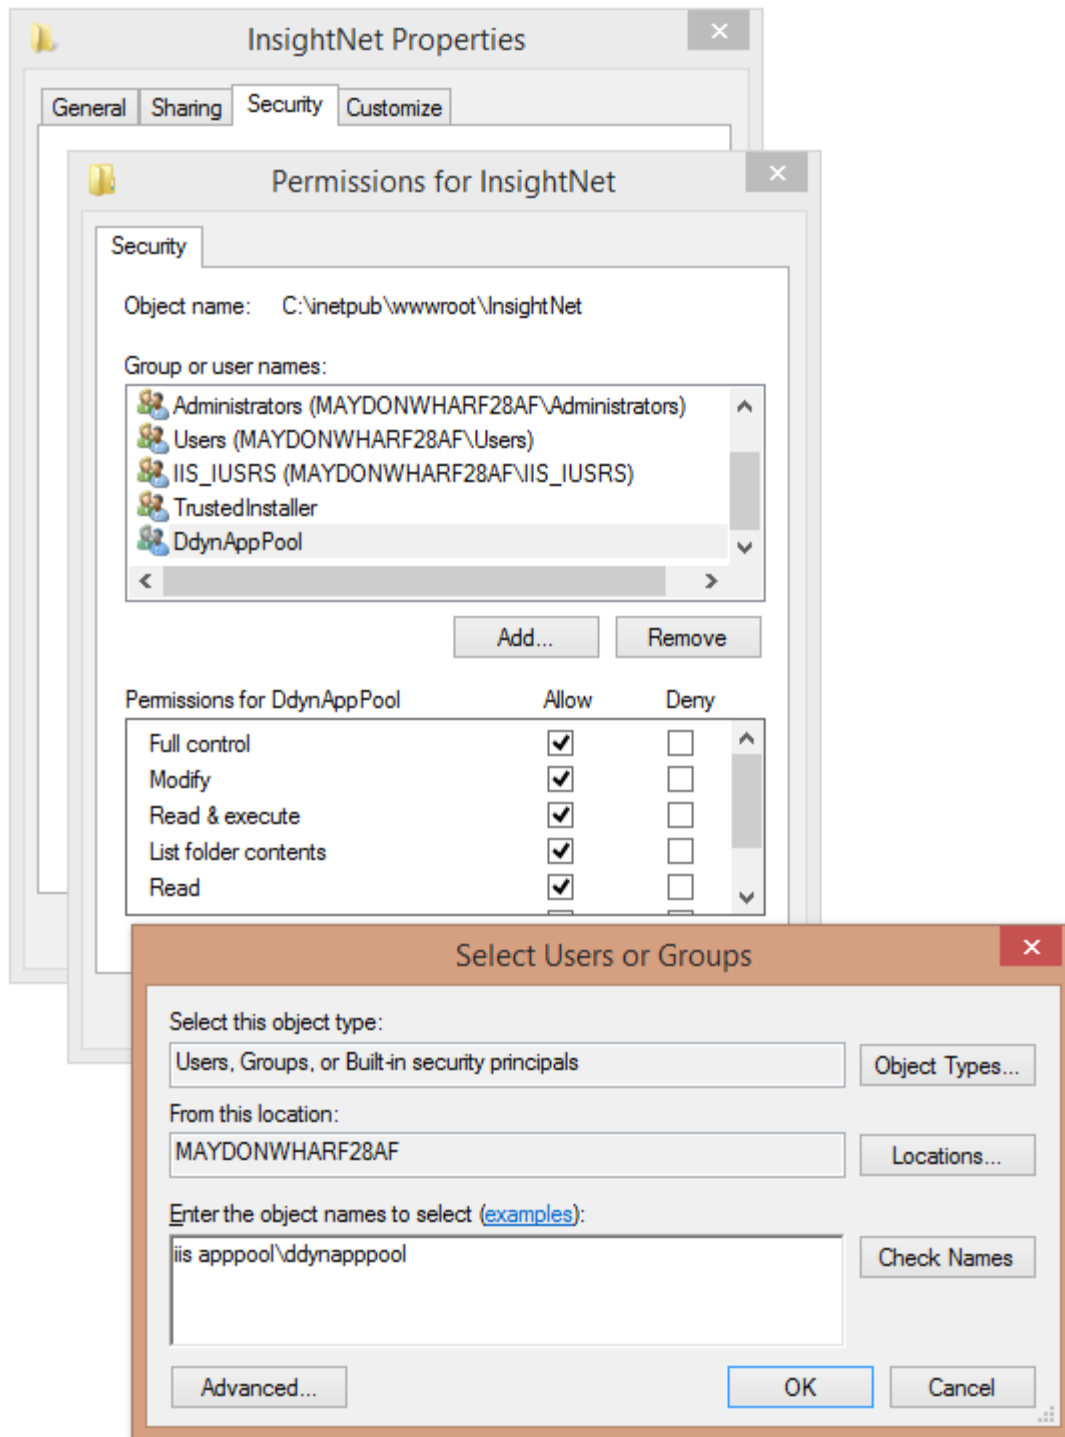 InsightNet Properties
General Sharing Security Customize
Permissions for InsightNet
Security
Object name: C:\inetpub\wwwroot\InsightNet
Group or user names:
Administrators (MAYDONWHARF28AF\Administrators)
Users (MAYDONWHARF28AF\Users)
IIS_IUSRS (MAYDONWHARF28AF\IIS_IUSRS)
TrustedInstaller
DdynAppPool
Add... Remove
Permissions for DdynAppPool Allow Deny
Full control
Modify
Read & execute
List folder contents
Read
Select Users or Groups
Select this object type:
Users, Groups, or Built-in security principals Object Types...
From this location:
MAYDONWHARF28AF Locations...
Enter the object names to select (examples):
iis apppool\ddynapppool Check Names
Advanced... OK Cancel